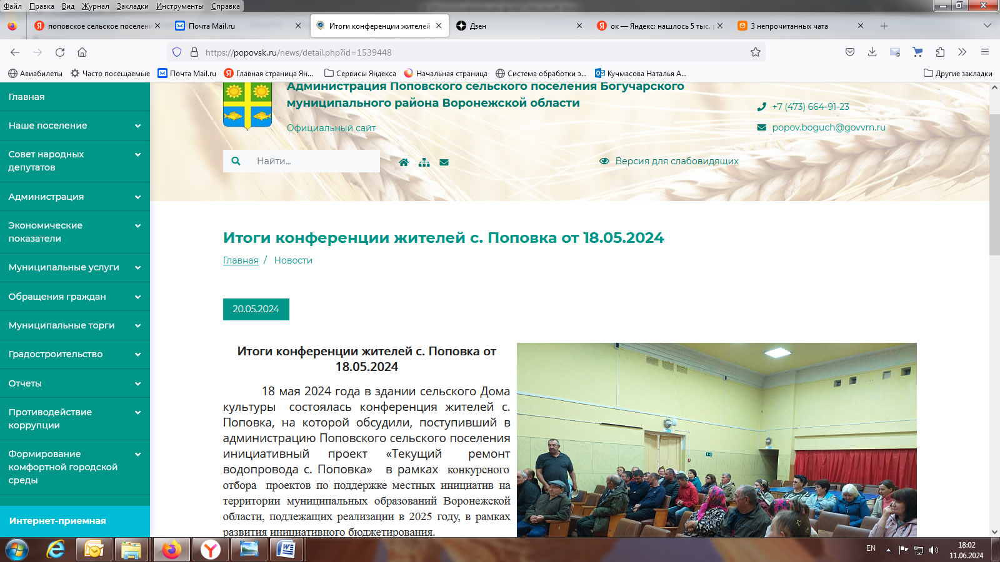 Файл Правка Вид Журнал Закладки Инструменты Справка
поповское сельское поселени
Почта Mail.ru
Итоги конференции жителей
Дзен
ок — Яндекс: нашлось 5 тыс.
3 непрочитанных чата
https://popovsk.ru/news/detail.php?id=1539448
Авиабилеты Часто посещаемые Почта Mail.ru Главная страница Ян... Сервисы Яндекса Начальная страница Система обработки э... Кучмасова Наталья А... Другие закладки
Главная
Наше поселение
Совет народных
депутатов
Администрация
Экономические
показатели
Муниципальные услуги
Обращения граждан
Муниципальные торги
Градостроительство
Отчеты
Противодействие
коррупции
Формирование
комфортной городской
среды
Интернет-приемная
Администрация Поповского сельского поселения Богучарского
муниципального района Воронежской области
Официальный сайт
+7 (473) 664-91-23
popov.boguch@govvrn.ru
Найти...
Версия для слабовидящих
Итоги конференции жителей с. Поповка от 18.05.2024
Главная / Новости
20.05.2024
Итоги конференции жителей с. Поповка от
18.05.2024
18 мая 2024 года в здании сельского Дома
культуры состоялась конференция жителей с.
Поповка, на которой обсудили, поступивший в
администрацию Поповского сельского поселения
инициативный проект «Текущий ремонт
водопровода с. Поповка» в рамках конкурсного
отбора проектов по поддержке местных инициатив на
территории муниципальных образований Воронежской
области, подлежащих реализации в 2025 году, в рамках
развития инициативного бюджетирования.
EN
18:02
11.06.2024